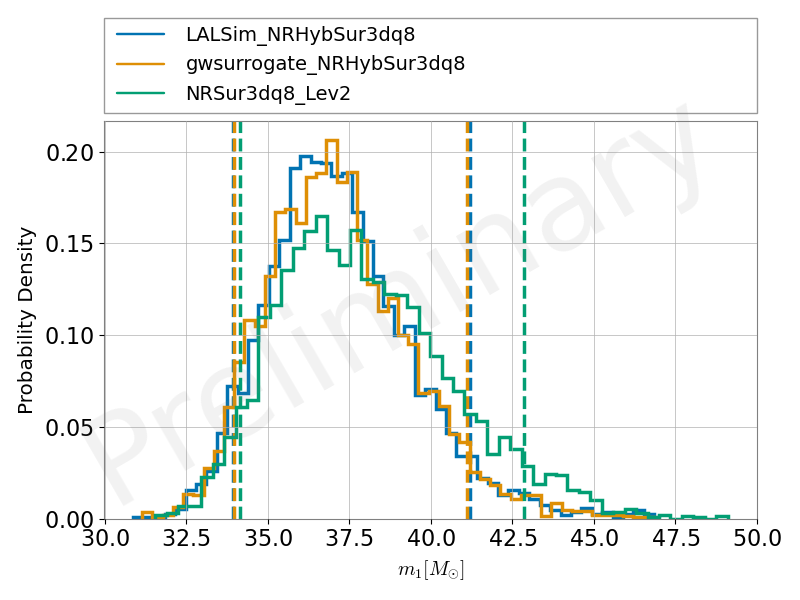 LALSim_NRHybSur3dq8
gwsurrogate_NRHybSur3dq8
NRSur3dq8_Lev2
Preliminary
Probability Density
0.20
0.15
0.10
0.05
0.00
30.0 32.5 35.0 37.5 40.0 42.5 45.0 47.5 50.0
m₁[M☉]